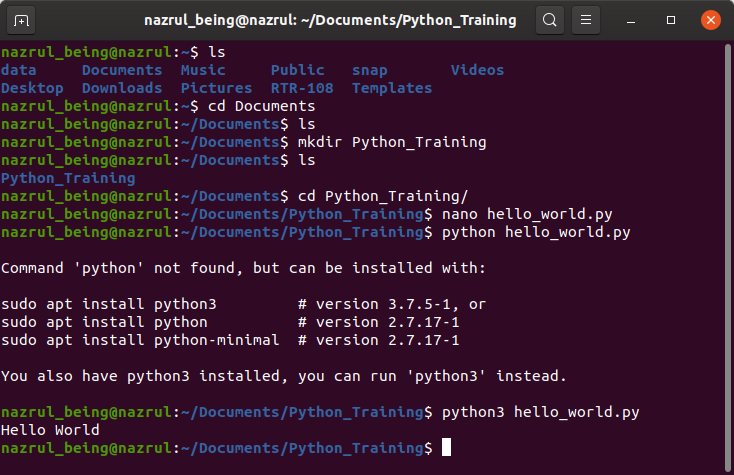 nazrul_being@nazrul: ~/Documents/Python_Training
nazrul_being@nazrul:~$ ls
data     Documents  Music     Public   snap       Videos
Desktop  Downloads  Pictures  RTR-108  Templates
nazrul_being@nazrul:~$ cd Documents
nazrul_being@nazrul:~/Documents$ ls
nazrul_being@nazrul:~/Documents$ mkdir Python_Training
nazrul_being@nazrul:~/Documents$ ls
Python_Training
nazrul_being@nazrul:~/Documents$ cd Python_Training/
nazrul_being@nazrul:~/Documents/Python_Training$ nano hello_world.py
nazrul_being@nazrul:~/Documents/Python_Training$ python hello_world.py
Command 'python' not found, but can be installed with:
sudo apt install python3         # version 3.7.5-1, or
sudo apt install python          # version 2.7.17-1
sudo apt install python-minimal  # version 2.7.17-1
You also have python3 installed, you can run 'python3' instead.
nazrul_being@nazrul:~/Documents/Python_Training$ python3 hello_world.py
Hello World
nazrul_being@nazrul:~/Documents/Python_Training$